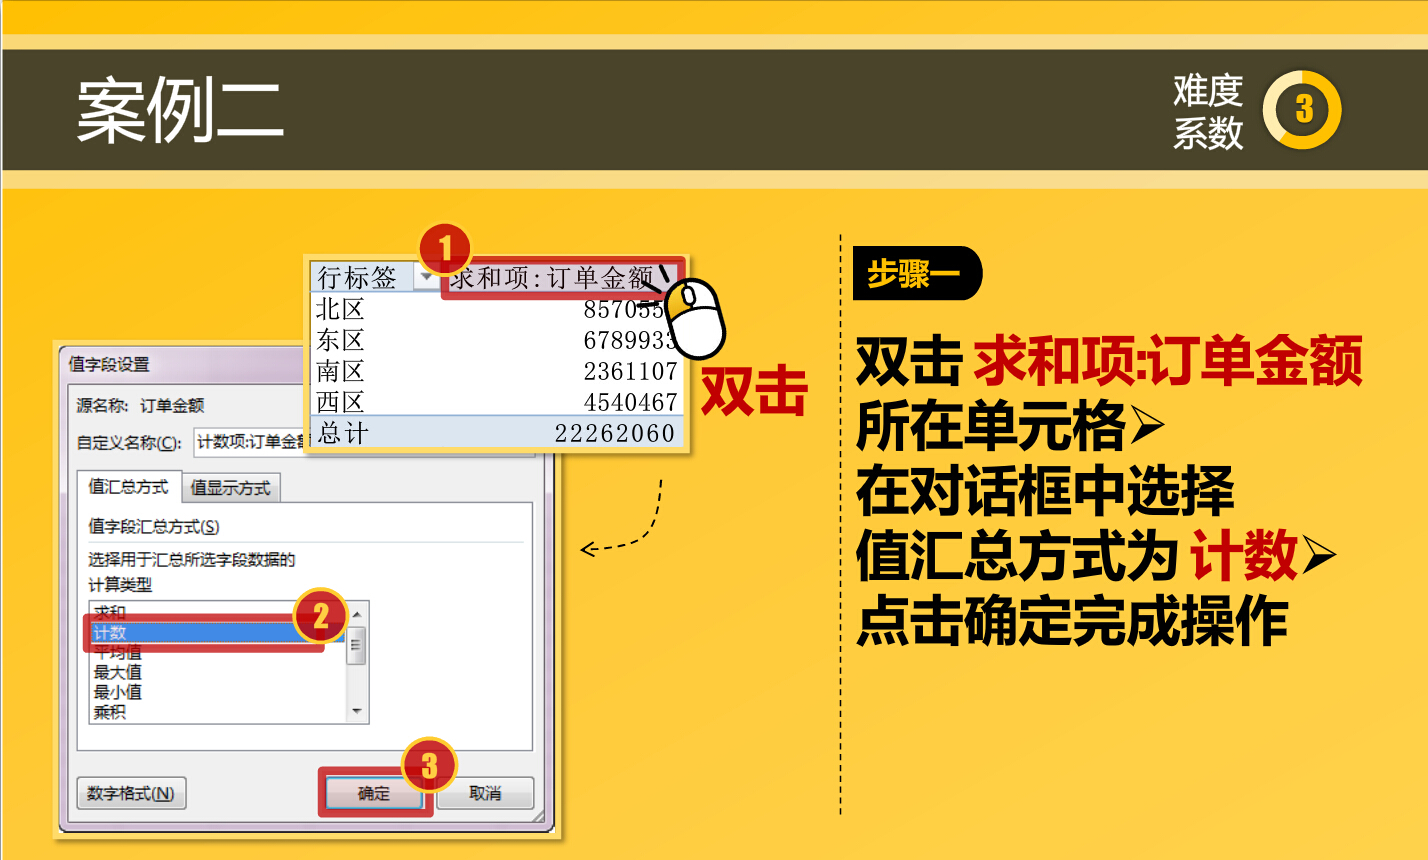 案例二
难度
系数
3
1
行标签 求和项:订单金额
北区
东区 6789933
南区 2361107
西区 4540467
总计 22262060
双击
值字段设置
源名称: 订单金额
自定义名称(C): 计数项:订单金额
值汇总方式 值显示方式
值字段汇总方式(S)
选择用于汇总所选字段数据的
计算类型
求和
计数
平均值
最大值
最小值
乘积
2
3
数字格式(N) 确定 取消
步骤一
双击 求和项:订单金额
所在单元格➢
在对话框中选择
值汇总方式为 计数➢
点击确定完成操作